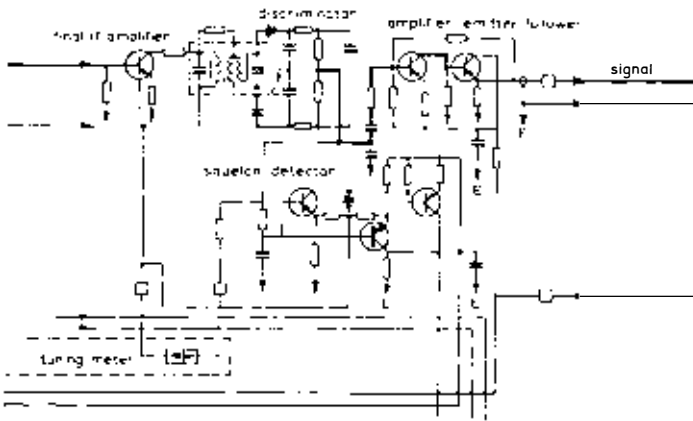 discriminator
final if amplifier
amplifier emitter follower
signal
squelch detector
F
E
tuning meter